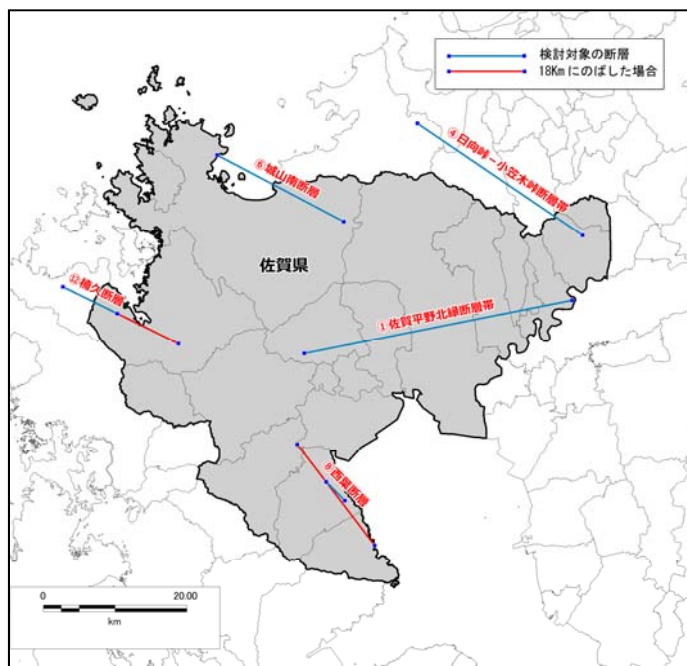 検討対象の断層
18Kmにのばした場合
④日向峠－小笠木峠断層帯
⑥城山南断層
佐賀県
⑫楠久断層
①佐賀平野北縁断層帯
⑧西葉断層
0 20.00
km